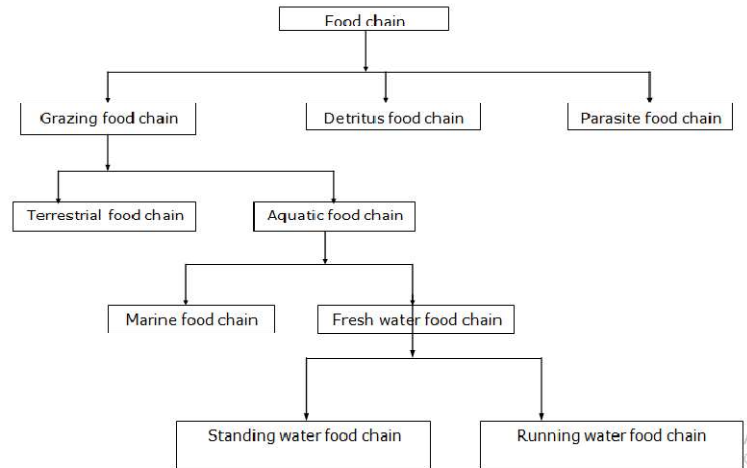 Food chain
Grazing food chain
Detritus food chain
Parasite food chain
Terrestrial food chain
Aquatic food chain
Marine food chain
Fresh water food chain
Standing water food chain
Running water food chain